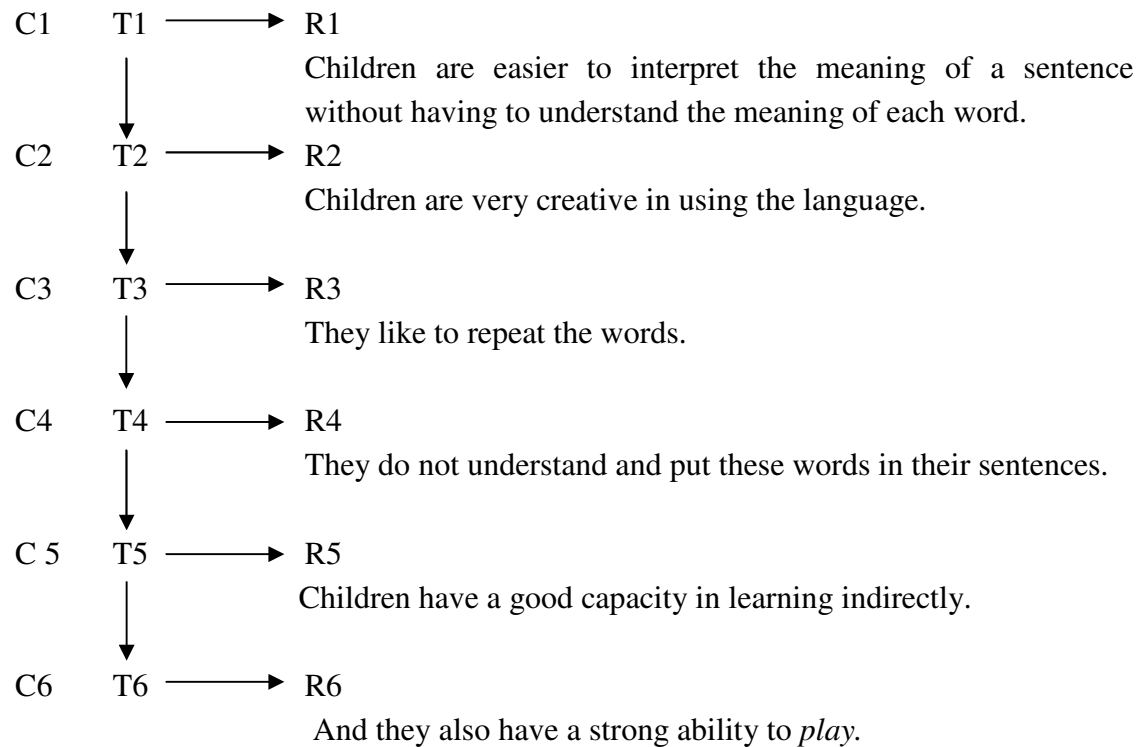 C1 T1 R1
Children are easier to interpret the meaning of a sentence
without having to understand the meaning of each word.
C2 T2 R2
Children are very creative in using the language.
C3 T3 R3
They like to repeat the words.
C4 T4 R4
They do not understand and put these words in their sentences.
C 5 T5 R5
Children have a good capacity in learning indirectly.
C6 T6 R6
And they also have a strong ability to play.